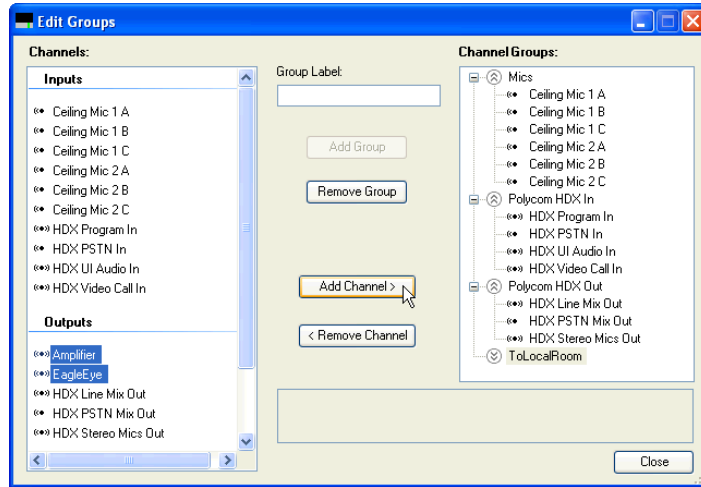 Edit Groups
Channels:
Inputs
Ceiling Mic 1 A
Ceiling Mic 1 B
Ceiling Mic 1 C
Ceiling Mic 2 A
Ceiling Mic 2 B
Ceiling Mic 2 C
HDX Program In
HDX PSTN In
HDX UI Audio In
HDX Video Call In
Outputs
Amplifier
EagleEye
HDX Line Mix Out
HDX PSTN Mix Out
HDX Stereo Mics Out
Group Label:
Add Group
Remove Group
Add Channel >
< Remove Channel
Channel Groups:
Mics
Ceiling Mic 1 A
Ceiling Mic 1 B
Ceiling Mic 1 C
Ceiling Mic 2 A
Ceiling Mic 2 B
Ceiling Mic 2 C
Polycom HDX In
HDX Program In
HDX PSTN In
HDX UI Audio In
HDX Video Call In
Polycom HDX Out
HDX Line Mix Out
HDX PSTN Mix Out
HDX Stereo Mics Out
ToLocalRoom
Close